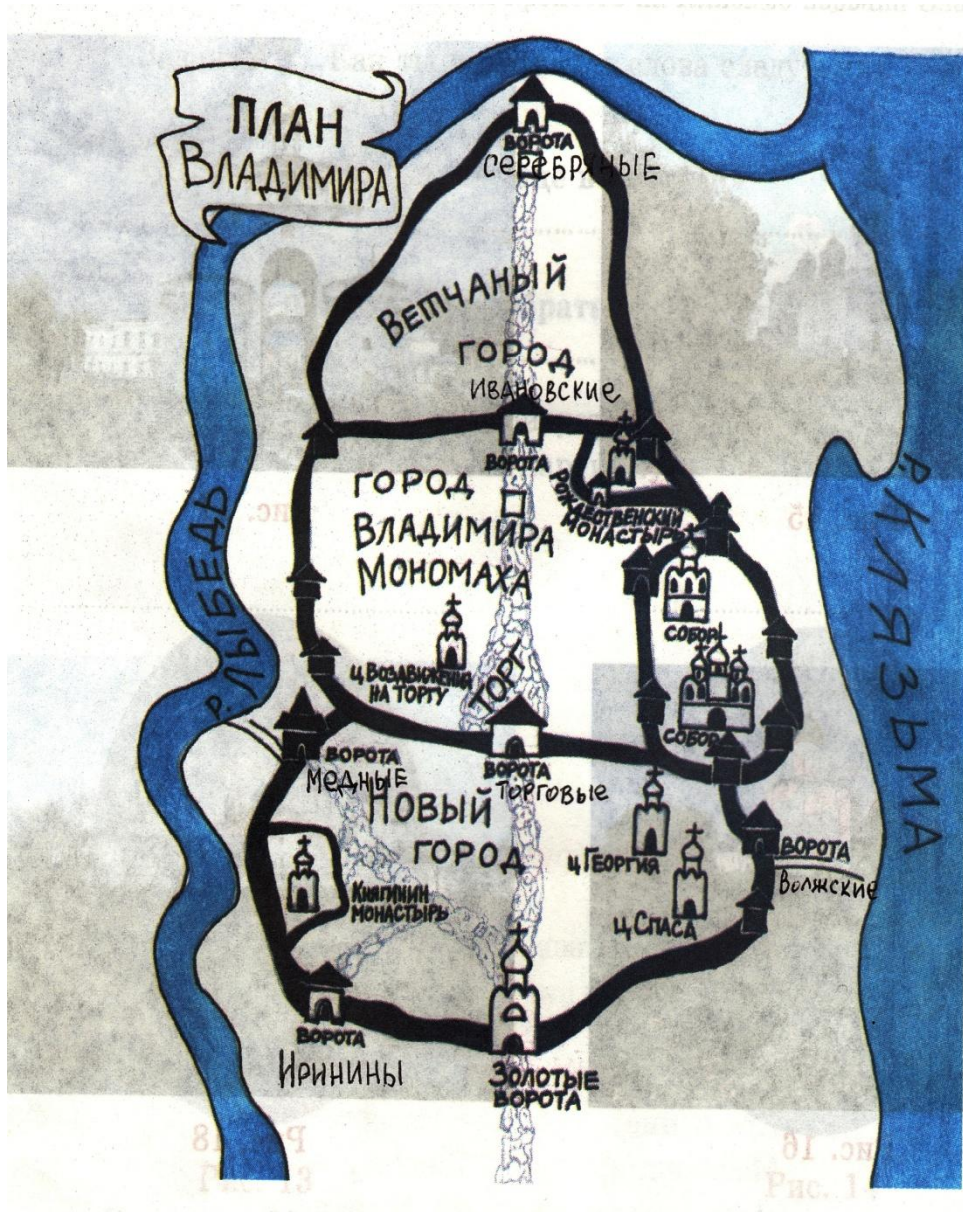 ПЛАН
ВЛАДИМИРА
ВОРОТА
СЕРЕБРЯНЫЕ
ВЕТЧАНЫЙ
ГОРОД
ИВАНОВСКИЕ
ВОРОТА
ГОРОД
ВЛАДИМИРА
МОНОМАХА
РОЖДЕСТВЕНСКИЙ
МОНАСТЫРЬ
СОБОР
СОБОР
Ц. ВОЗДВИЖЕНИЯ
НА ТОРГУ
ТОРГ
Р. ЛЫБЕДЬ
Р. КЛЯЗЬМА
ВОРОТА
МЕДНЫЕ
ВОРОТА
ТОРГОВЫЕ
НОВЫЙ
ГОРОД
Ц. ГЕОРГИЯ
Ц. СПАСА
ВОРОТА
ВОЛЖСКИЕ
КНЯГИНИН
МОНАСТЫРЬ
ВОРОТА
ИРИНИНЫ
ЗОЛОТЫЕ
ВОРОТА